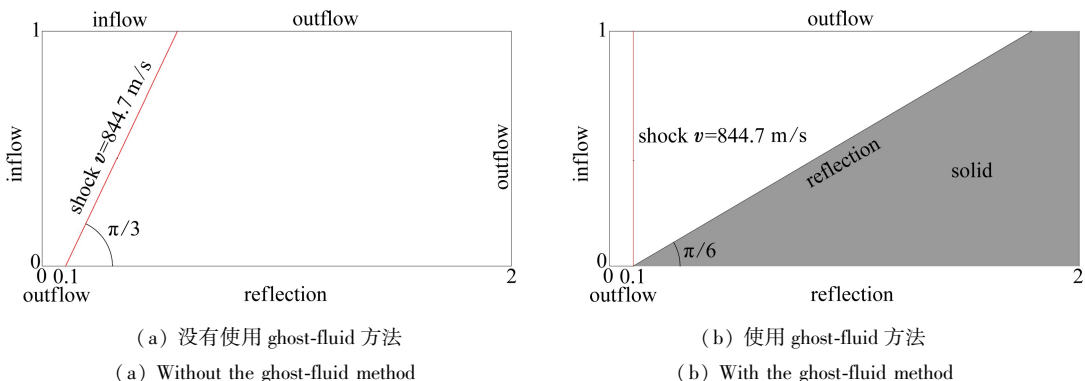 inflow
outflow
1
inflow
shock v=844.7 m/s
π/3
outflow
0
0 0.1
2
outflow
reflection
(a) 没有使用 ghost-fluid 方法
(a) Without the ghost-fluid method
outflow
1
inflow
shock v=844.7 m/s
reflection
solid
π/6
0
0 0.1
2
outflow
reflection
(b) 使用 ghost-fluid 方法
(b) With the ghost-fluid method